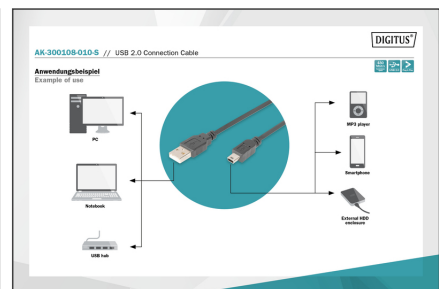 DIGITUS®
AK-300108-010-S // USB 2.0 Connection Cable
Anwendungsbeispiel
Example of use
PC
Notebook
USB hub
MP3 player
Smartphone
External HDD
enclosure